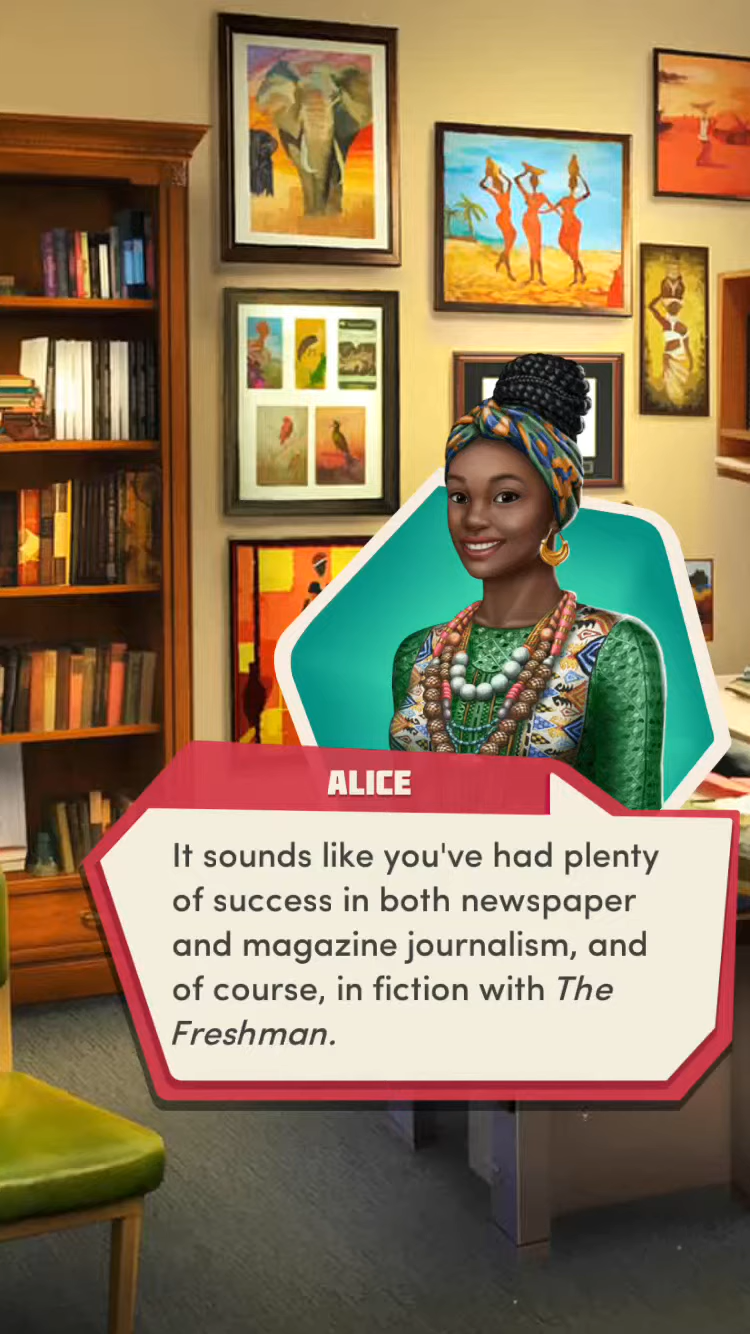 ALICE
It sounds like you've had plenty
of success in both newspaper
and magazine journalism, and
of course, in fiction with The
Freshman.